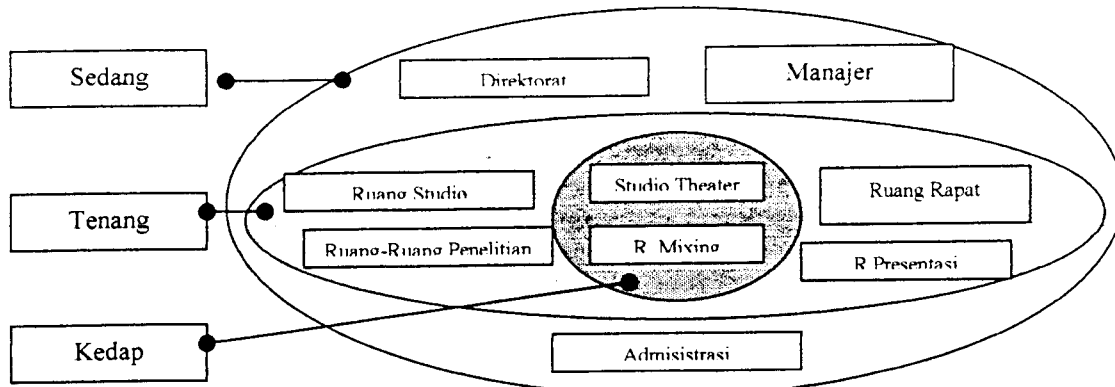 Sedang
Direktorat
Manajer
Tenang
Ruang Studio
Studio Theater
Ruang Rapat
Ruang-Ruang Penelitian
R. Mixing
R.Presentasi
Kedap
Admisistrasi